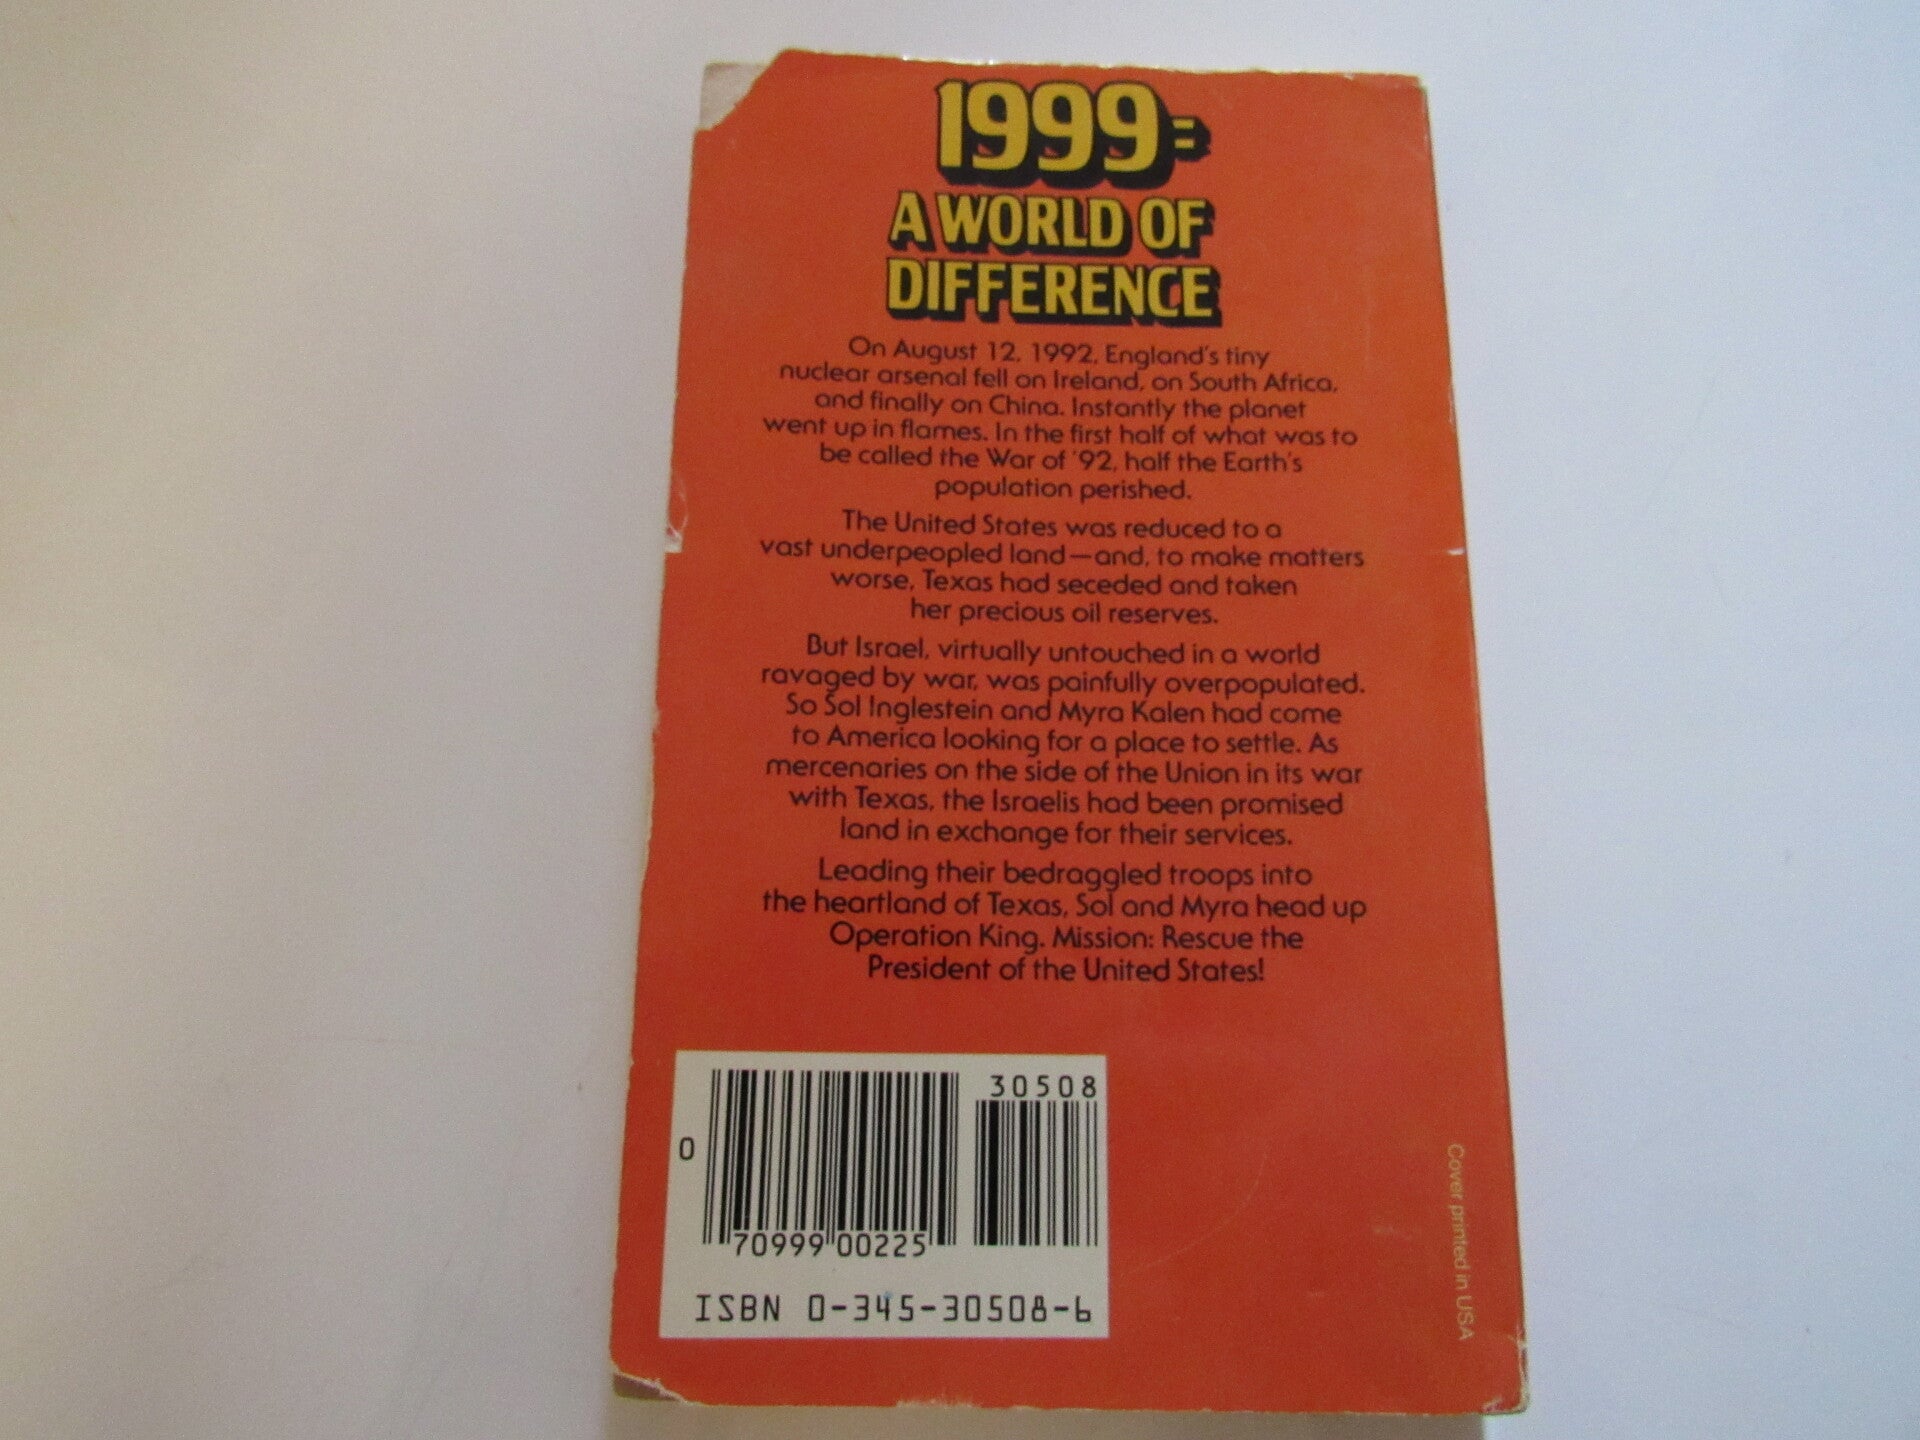 1999=
A WORLD OF
DIFFERENCE
On August 12, 1992, England's tiny
nuclear arsenal fell on Ireland, on South Africa,
and finally on China. Instantly the planet
went up in flames. In the first half of what was to
be called the War of '92, half the Earth's
population perished.
The United States was reduced to a
vast underpeopled land—and, to make matters
worse, Texas had seceded and taken
her precious oil reserves.
But Israel, virtually untouched in a world
ravaged by war, was painfully overpopulated.
So Sol Inglestein and Myra Kalen had come
to America looking for a place to settle. As
mercenaries on the side of the Union in its war
with Texas, the Israelis had been promised
land in exchange for their services.
Leading their bedraggled troops into
the heartland of Texas, Sol and Myra head up
Operation King. Mission: Rescue the
President of the United States!
30508
0
70999 00225
ISBN 0-345-30508-6
Cover printed in USA